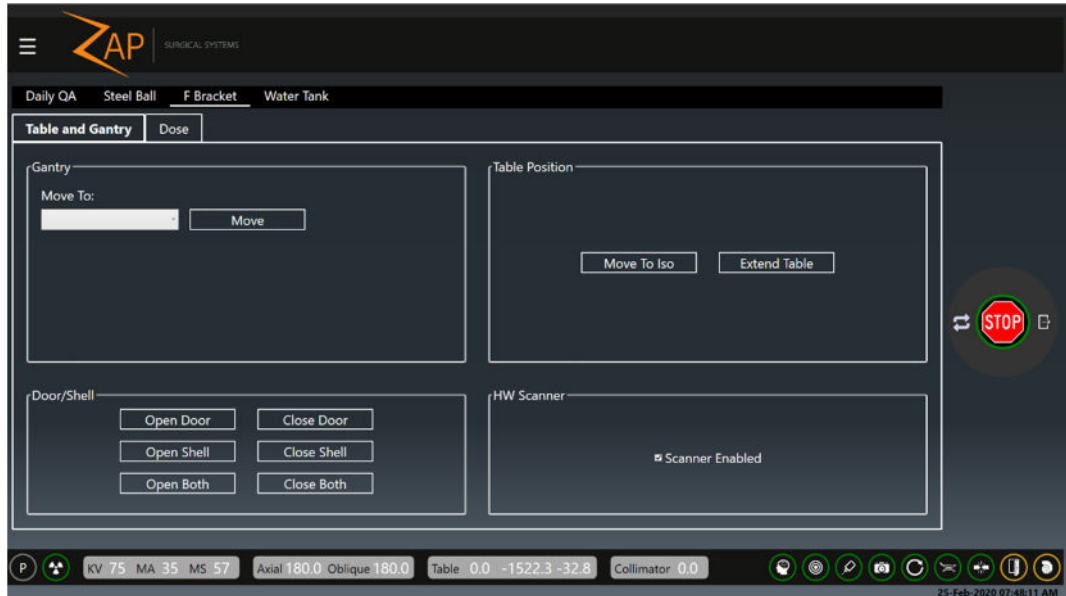 ZAP SURGICAL SYSTEMS
Daily QA Steel Ball F Bracket Water Tank
Table and Gantry Dose
Gantry
Move To:
Move
Table Position
Move To Iso Extend Table
STOP
Door/Shell
Open Door Close Door
Open Shell Close Shell
Open Both Close Both
HW Scanner
Scanner Enabled
P KV 75 MA 35 MS 57 Axial 180.0 Oblique 180.0 Table 0.0 -1522.3 -32.8 Collimator 0.0
25-Feb-2020 07:48:11 AM